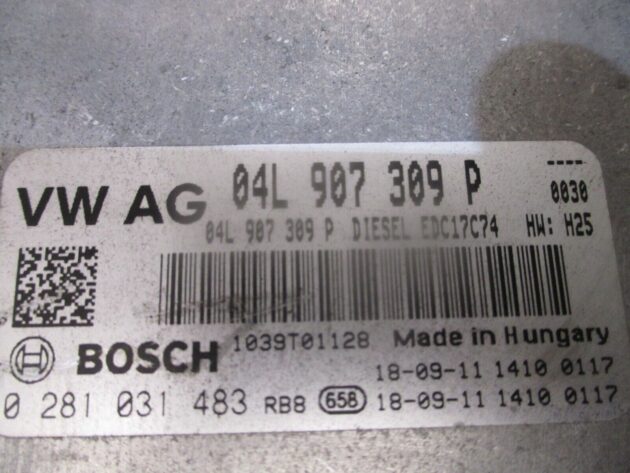 VW AG 04L 907 309 P ----
0030
04L 907 309 P DIESEL EDC17C74 HW: H25
1039T01128 Made in Hungary
BOSCH 18-09-11 1410 0117
0 281 031 483 RB8 658 18-09-11 1410 0117